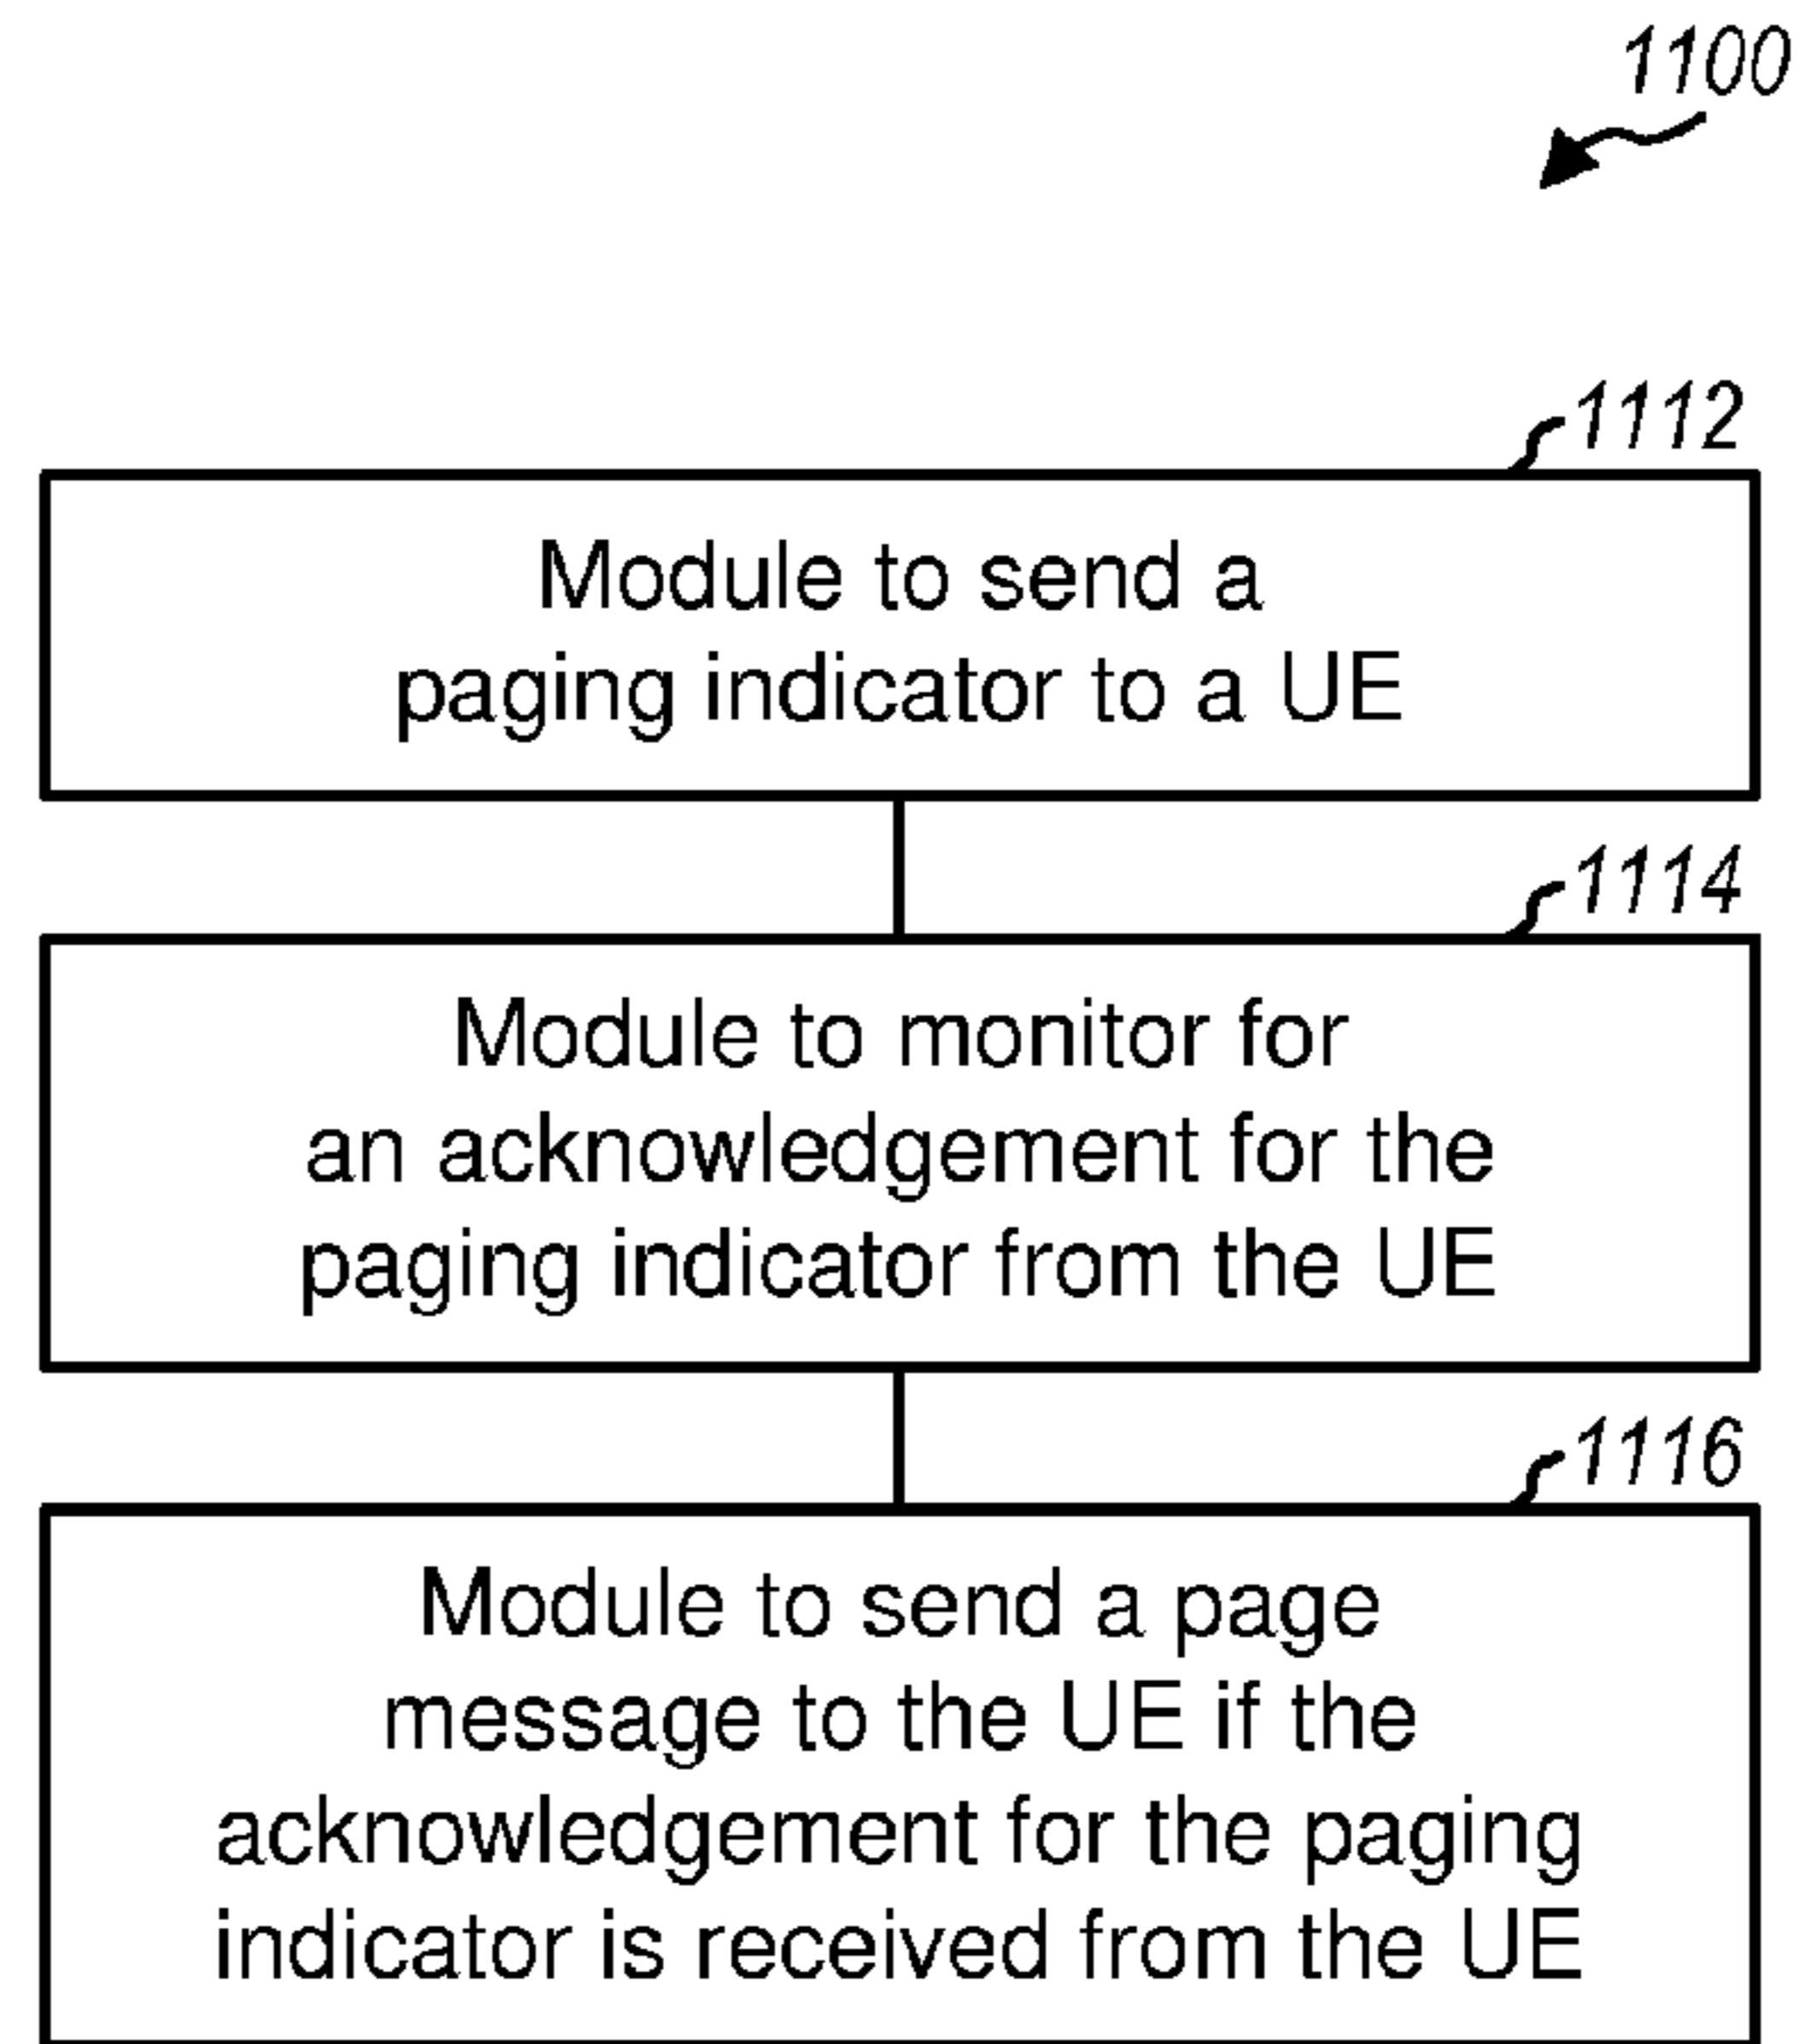 1100
1112
Module to send a
paging indicator to a UE
1114
Module to monitor for
an acknowledgement for the
paging indicator from the UE
1116
Module to send a page
message to the UE if the
acknowledgement for the paging
indicator is received from the UE